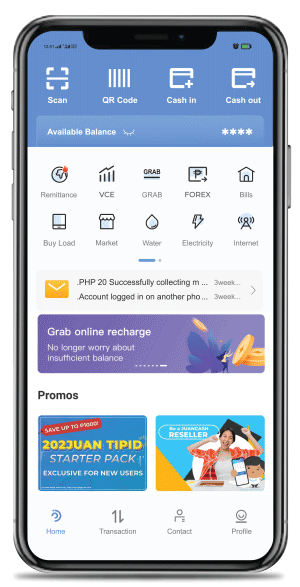 Scan QR Code Cash in Cash out
Available Balance ****
GRAB
Remittance VCE GRAB FOREX Bills
Buy Load Market Water Electricity Internet
.PHP 20 Successfully collecting m ... 3week...
.Account logged in on another pho ... 3week...
Grab online recharge
No longer worry about
insufficient balance
Promos
SAVE UP TO ₱1000!
202JUAN TIPID
STARTER PACK!
EXCLUSIVE FOR NEW USERS
Be a JUANCASH
RESELLER
Home Transaction Contact Profile